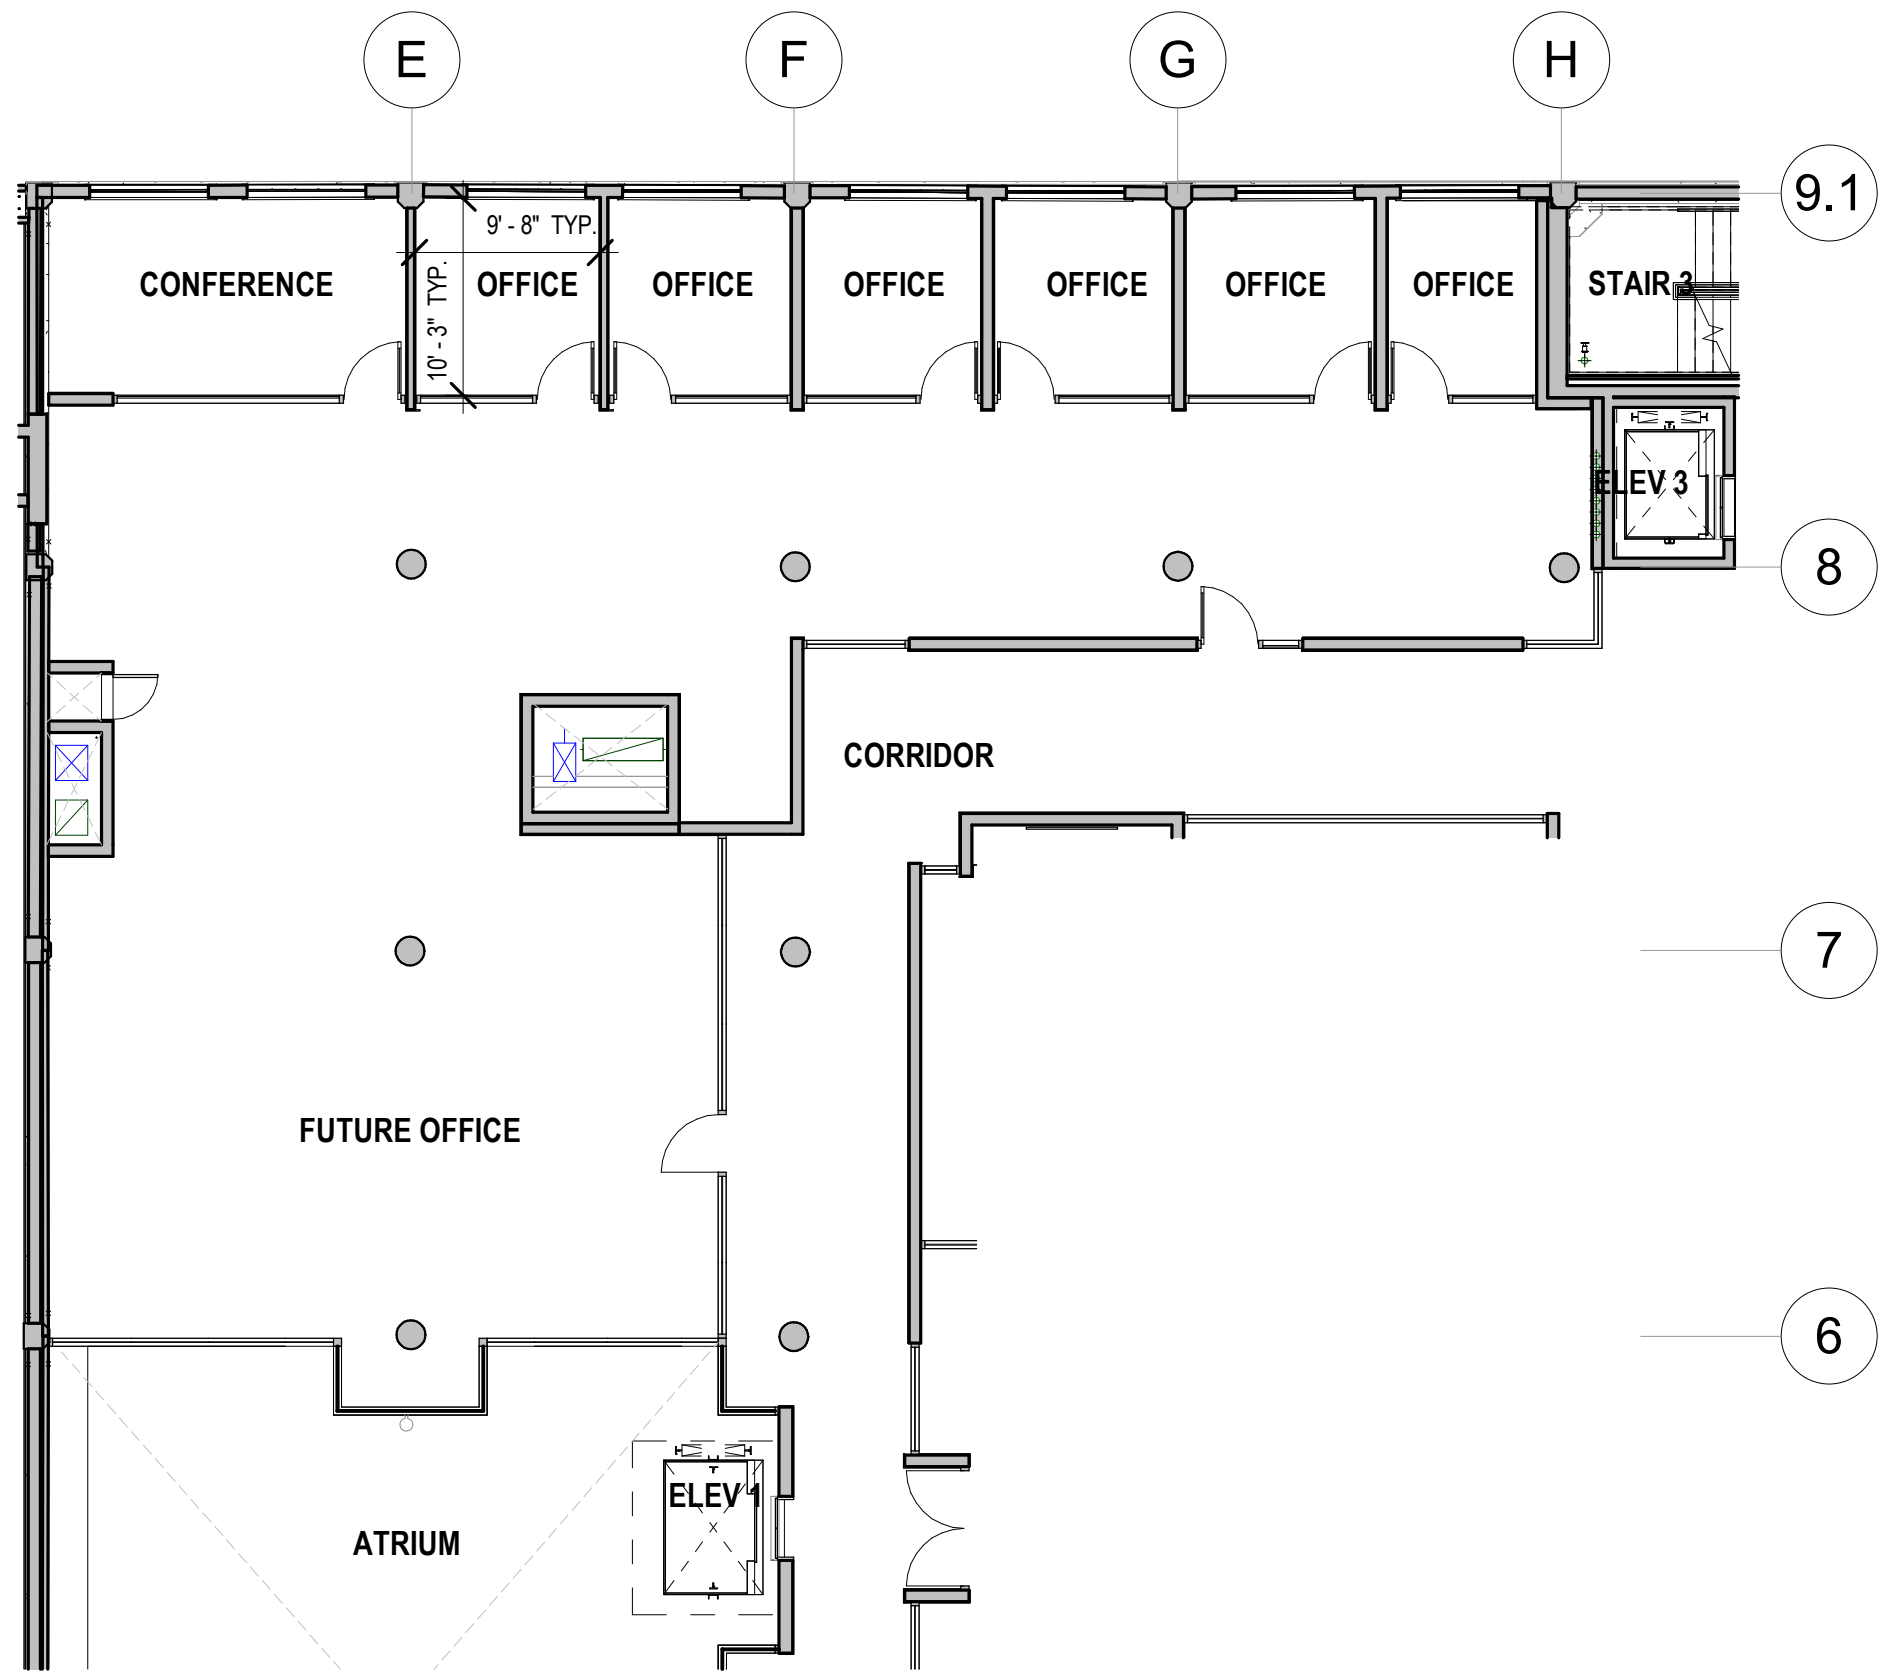 E
F
G
H
9.1
9' - 8" TYP.
10' - 3" TYP.
CONFERENCE
OFFICE
OFFICE
OFFICE
OFFICE
OFFICE
OFFICE
STAIR 3
ELEV 3
8
CORRIDOR
7
FUTURE OFFICE
6
ELEV 1
ATRIUM